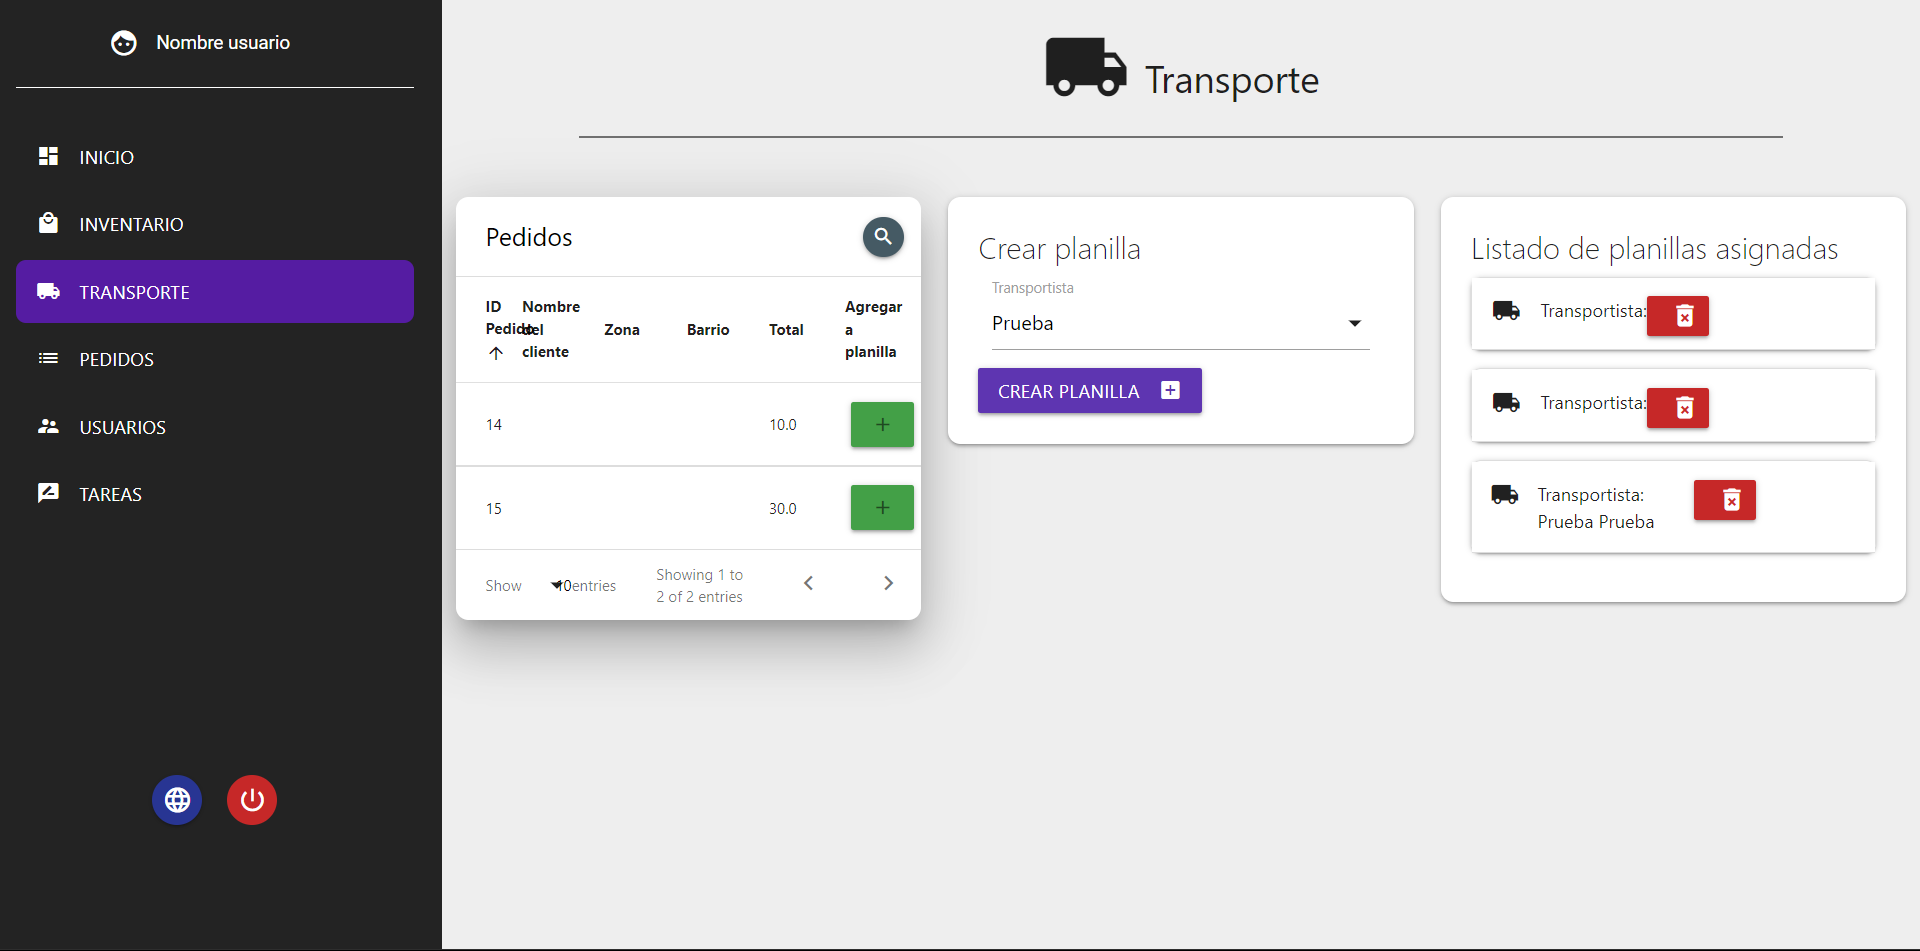 Nombre usuario
INICIO
INVENTARIO
TRANSPORTE
PEDIDOS
USUARIOS
TAREAS
Transporte
Pedidos
ID Pedido
Nombre del cliente
Zona
Barrio
Total
Agregar a planilla
14 10.0 +
15 30.0 +
Show 10 entries
Showing 1 to
2 of 2 entries
Crear planilla
Transportista
Prueba
CREAR PLANILLA
Listado de planillas asignadas
Transportista:
Transportista:
Transportista:
Prueba Prueba